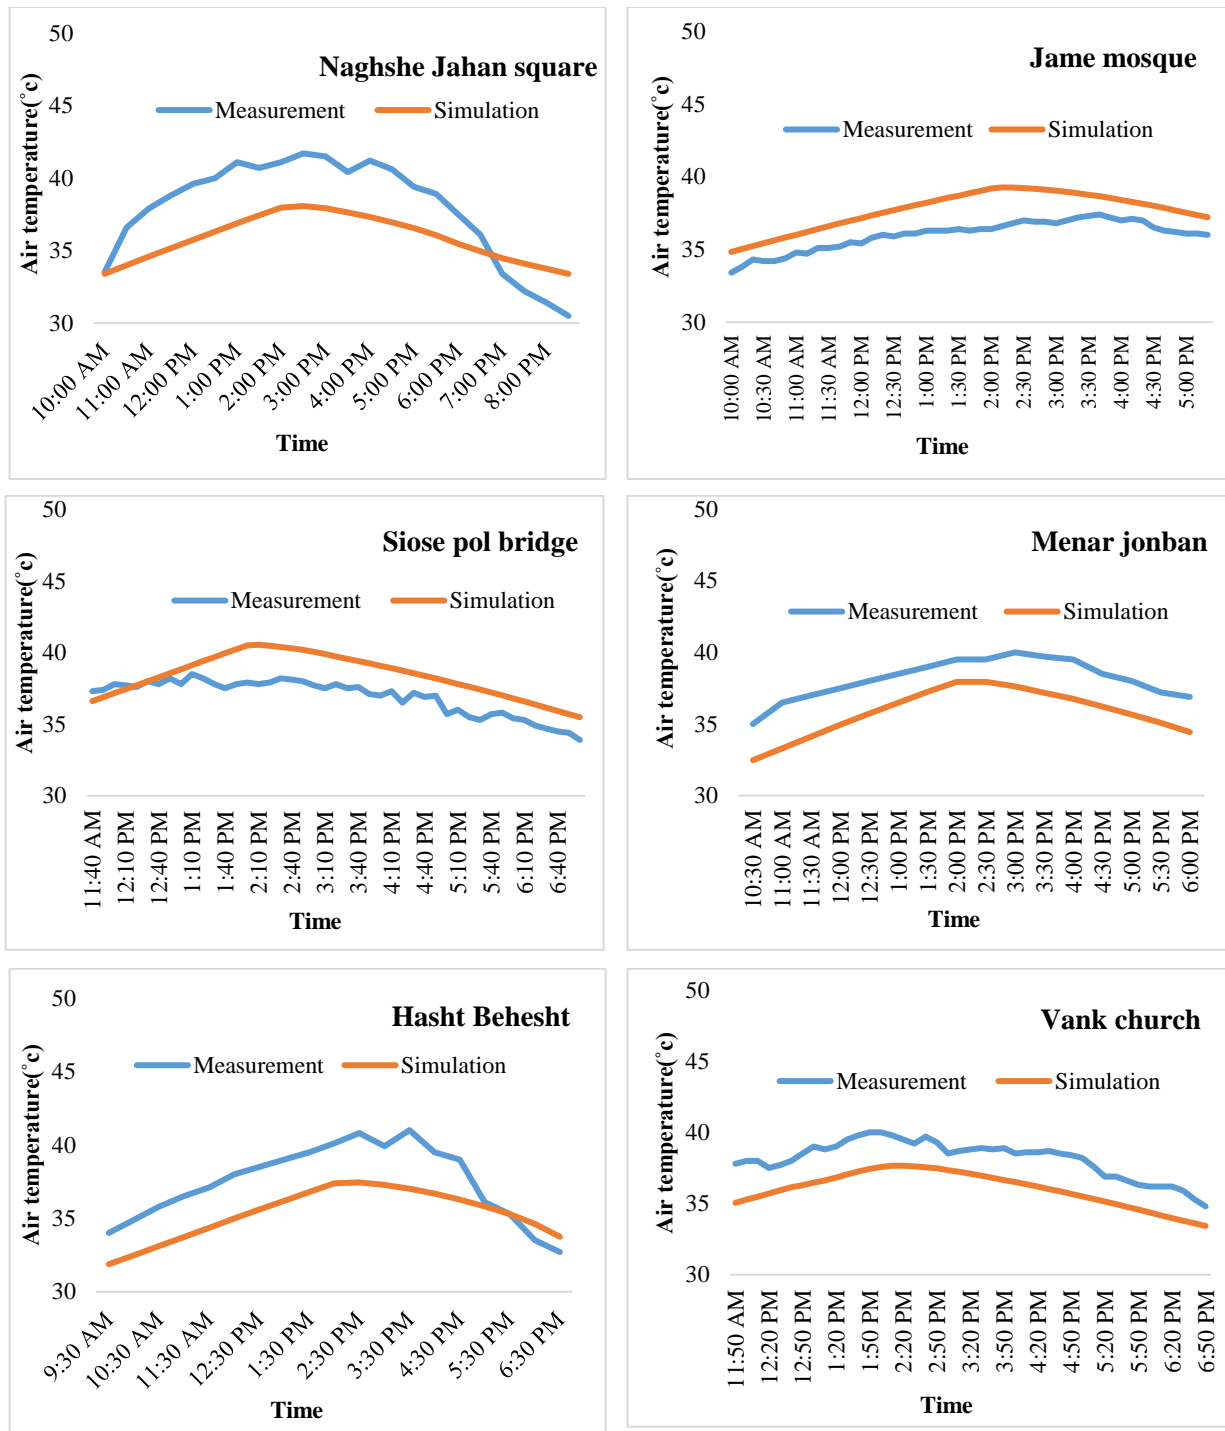 Naghshe Jahan square
Measurement Simulation
Air temperature(˚c)
50
45
40
35
30
10:00 AM 11:00 AM 12:00 PM 1:00 PM 2:00 PM 3:00 PM 4:00 PM 5:00 PM 6:00 PM 7:00 PM 8:00 PM
Time
Jame mosque
Measurement Simulation
Air temperature(˚c)
50
45
40
35
30
10:00 AM 10:30 AM 11:00 AM 11:30 AM 12:00 PM 12:30 PM 1:00 PM 1:30 PM 2:00 PM 2:30 PM 3:00 PM 3:30 PM 4:00 PM 4:30 PM 5:00 PM
Time
Siose pol bridge
Measurement Simulation
Air temperature(˚c)
50
45
40
35
30
11:40 AM 12:10 PM 12:40 PM 1:10 PM 1:40 PM 2:10 PM 2:40 PM 3:10 PM 3:40 PM 4:10 PM 4:40 PM 5:10 PM 5:40 PM 6:10 PM 6:40 PM
Time
Menar jonban
Measurement Simulation
Air temperature(˚c)
50
45
40
35
30
10:30 AM 11:00 AM 11:30 AM 12:00 PM 12:30 PM 1:00 PM 1:30 PM 2:00 PM 2:30 PM 3:00 PM 3:30 PM 4:00 PM 4:30 PM 5:00 PM 5:30 PM 6:00 PM
Time
Hasht Behesht
Measurement Simulation
Air temperature(˚c)
50
45
40
35
30
9:30 AM 10:30 AM 11:30 AM 12:30 PM 1:30 PM 2:30 PM 3:30 PM 4:30 PM 5:30 PM 6:30 PM
Time
Vank church
Measurement Simulation
Air temperature(˚c)
50
45
40
35
30
11:50 AM 12:20 PM 12:50 PM 1:20 PM 1:50 PM 2:20 PM 2:50 PM 3:20 PM 3:50 PM 4:20 PM 4:50 PM 5:20 PM 5:50 PM 6:20 PM 6:50 PM
Time